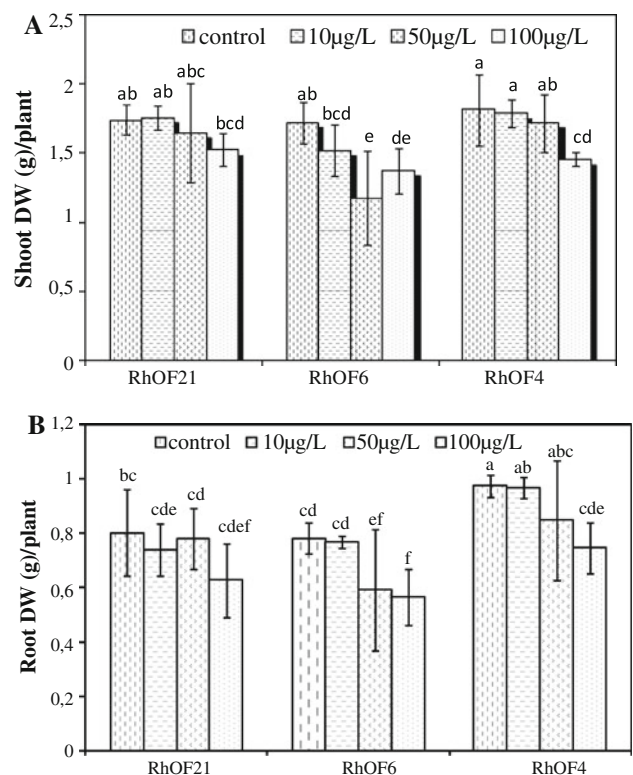 A
2,5
control 10µg/L 50µg/L 100µg/L
a
ab ab abc ab a ab
2
bcd bcd cd
e de
1,5
1
0,5
0
Shoot DW (g)/plant
RhOF21 RhOF6 RhOF4
B
1,2
control 10µg/L 50µg/L 100µg/L
a ab abc
1
bc cde cd cd cd cde
cdef ef
0,8
f
0,6
0,4
0,2
0
Root DW (g)/plant
RhOF21 RhOF6 RhOF4